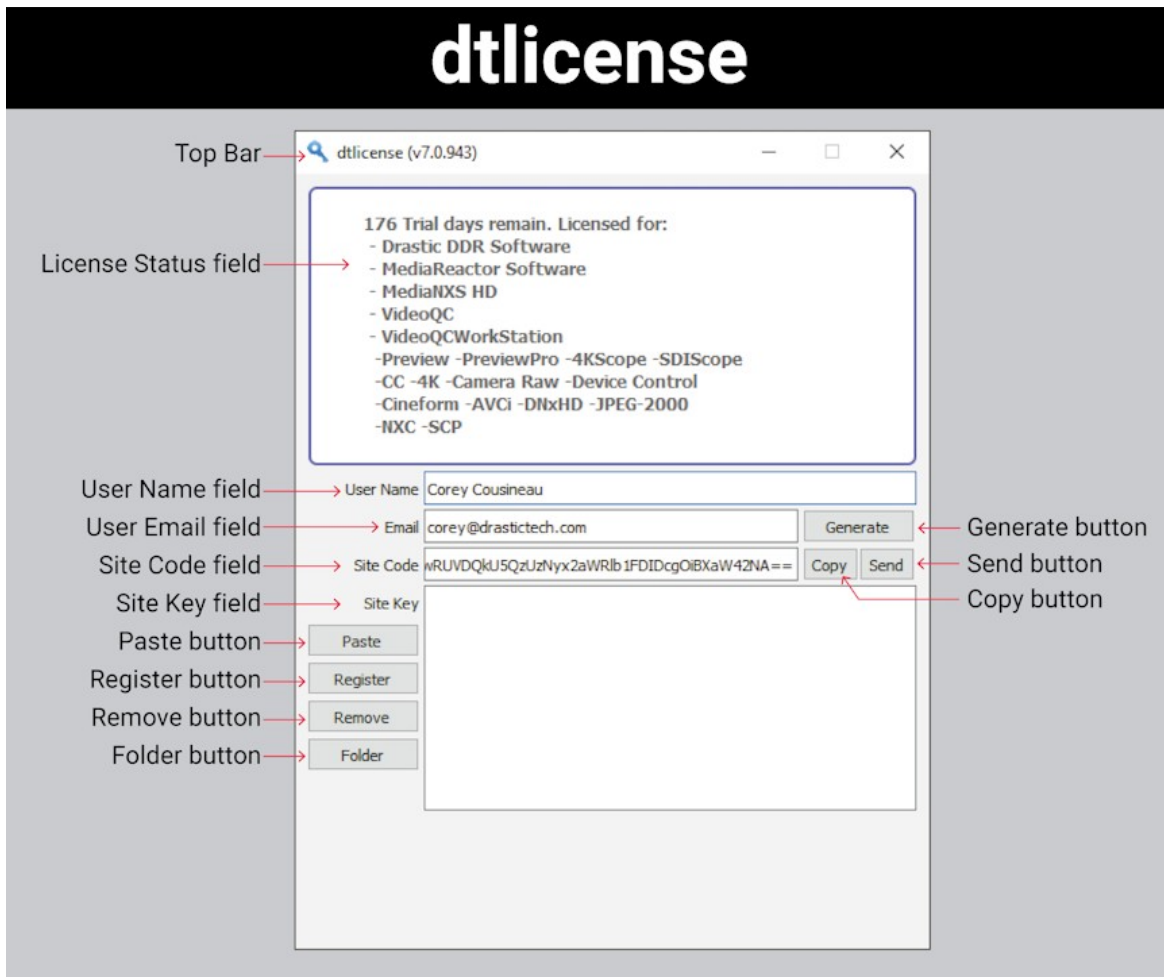 dtlicense
Top Bar
dtlicense (v7.0.943)
License Status field
176 Trial days remain. Licensed for:
- Drastic DDR Software
- MediaReactor Software
- MediaNXS HD
- VideoQC
- VideoQCWorkStation
-Preview -PreviewPro -4KScope -SDIScope
-CC -4K -Camera Raw -Device Control
-Cineform -AVCi -DNxHD -JPEG-2000
-NXC -SCP
User Name field
User Name Corey Cousineau
User Email field
Email corey@drastictech.com Generate
Generate button
Site Code field
Site Code Copy Send
Send button
Copy button
Site Key field
Site Key
Paste button
Paste
Register button
Register
Remove button
Remove
Folder button
Folder